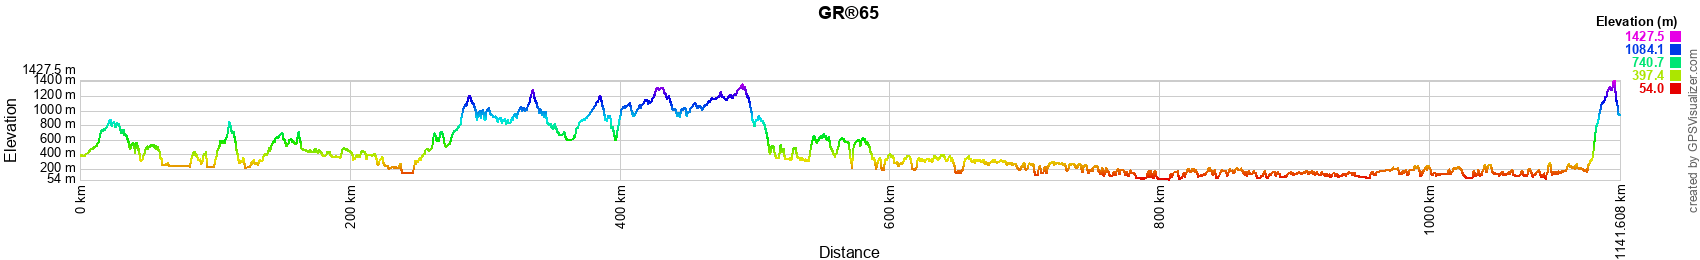 GR®65
Elevation (m)
1427.5
1084.1
740.7
397.4
54.0
Elevation
1427.5 m
1400 m
1200 m
1000 m
800 m
600 m
400 m
200 m
54 m
0 km
200 km
400 km
600 km
800 km
1000 km
1141.608 km
Distance
created by GPSVisualizer.com